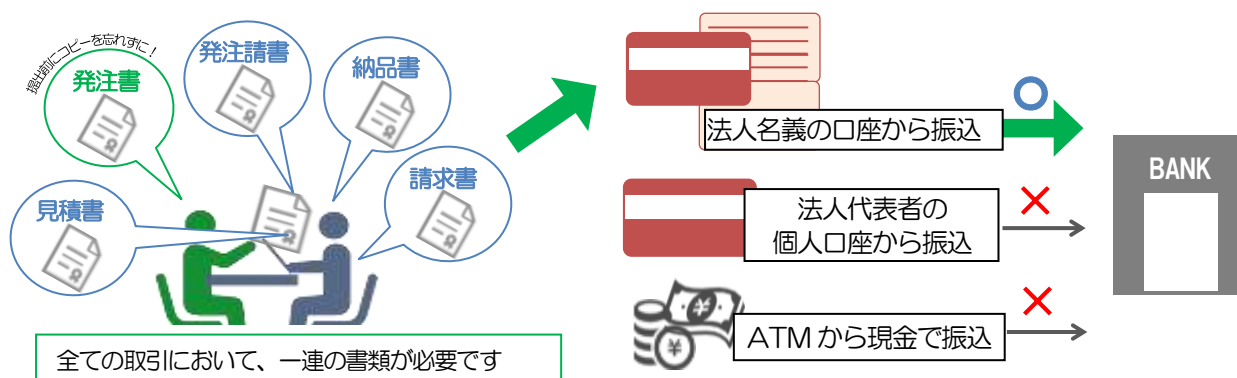 提出前にコピーを忘れずに！
発注書
発注請書
納品書
見積書
請求書
全ての取引において、一連の書類が必要です
法人名義の口座から振込
法人代表者の
個人口座から振込
ATMから現金で振込
BANK